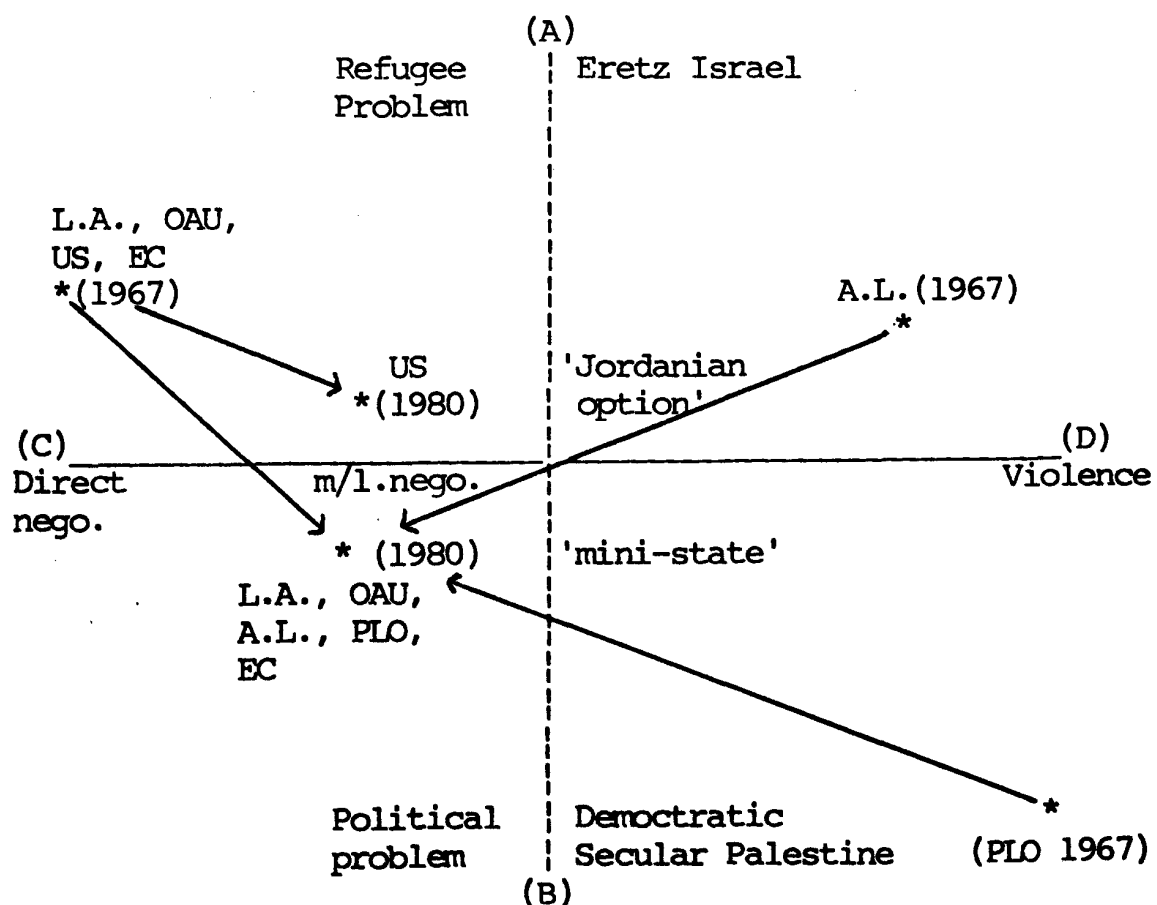 (A)
Refugee
Problem
Eretz Israel
L.A., OAU,
US, EC
*(1967)
A.L.(1967)
*
US
*(1980)
'Jordanian
option'
(C)
Direct
nego.
m/l.nego.
(D)
Violence
* (1980)
'mini-state'
L.A., OAU,
A.L., PLO,
EC
*
(PLO 1967)
Political
problem
Democtratic
Secular Palestine
(B)